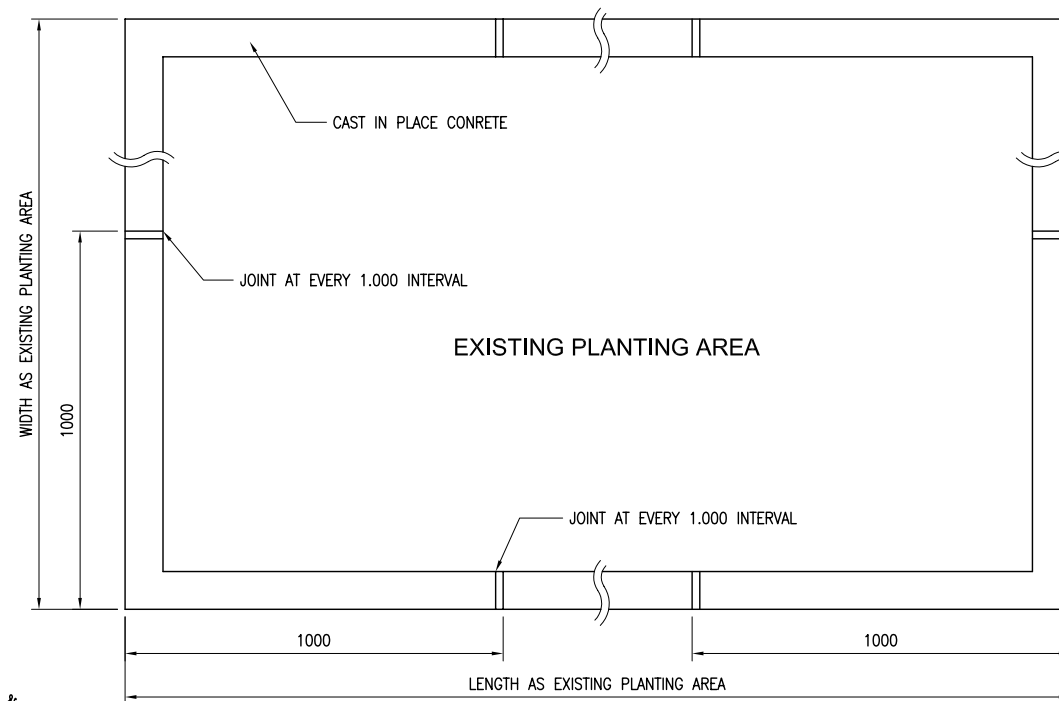 CAST IN PLACE CONRETE
WIDTH AS EXISTING PLANTING AREA
1000
JOINT AT EVERY 1.000 INTERVAL
EXISTING PLANTING AREA
JOINT AT EVERY 1.000 INTERVAL
1000
1000
LENGTH AS EXISTING PLANTING AREA
&